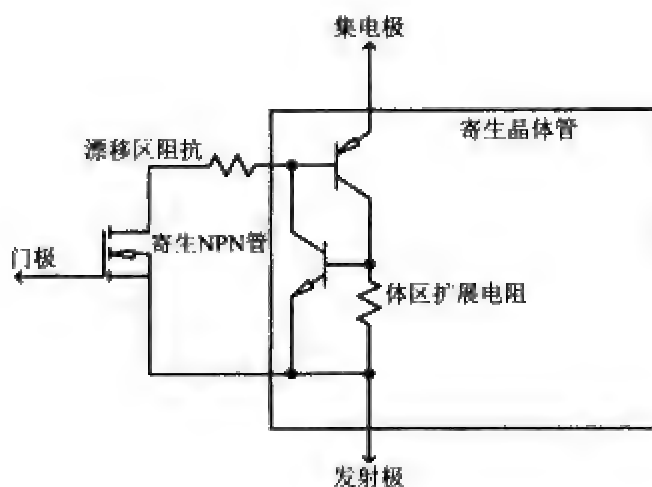 集电极
寄生晶体管
漂移区阻抗
寄生NPN管
门极
体区扩展电阻
发射极